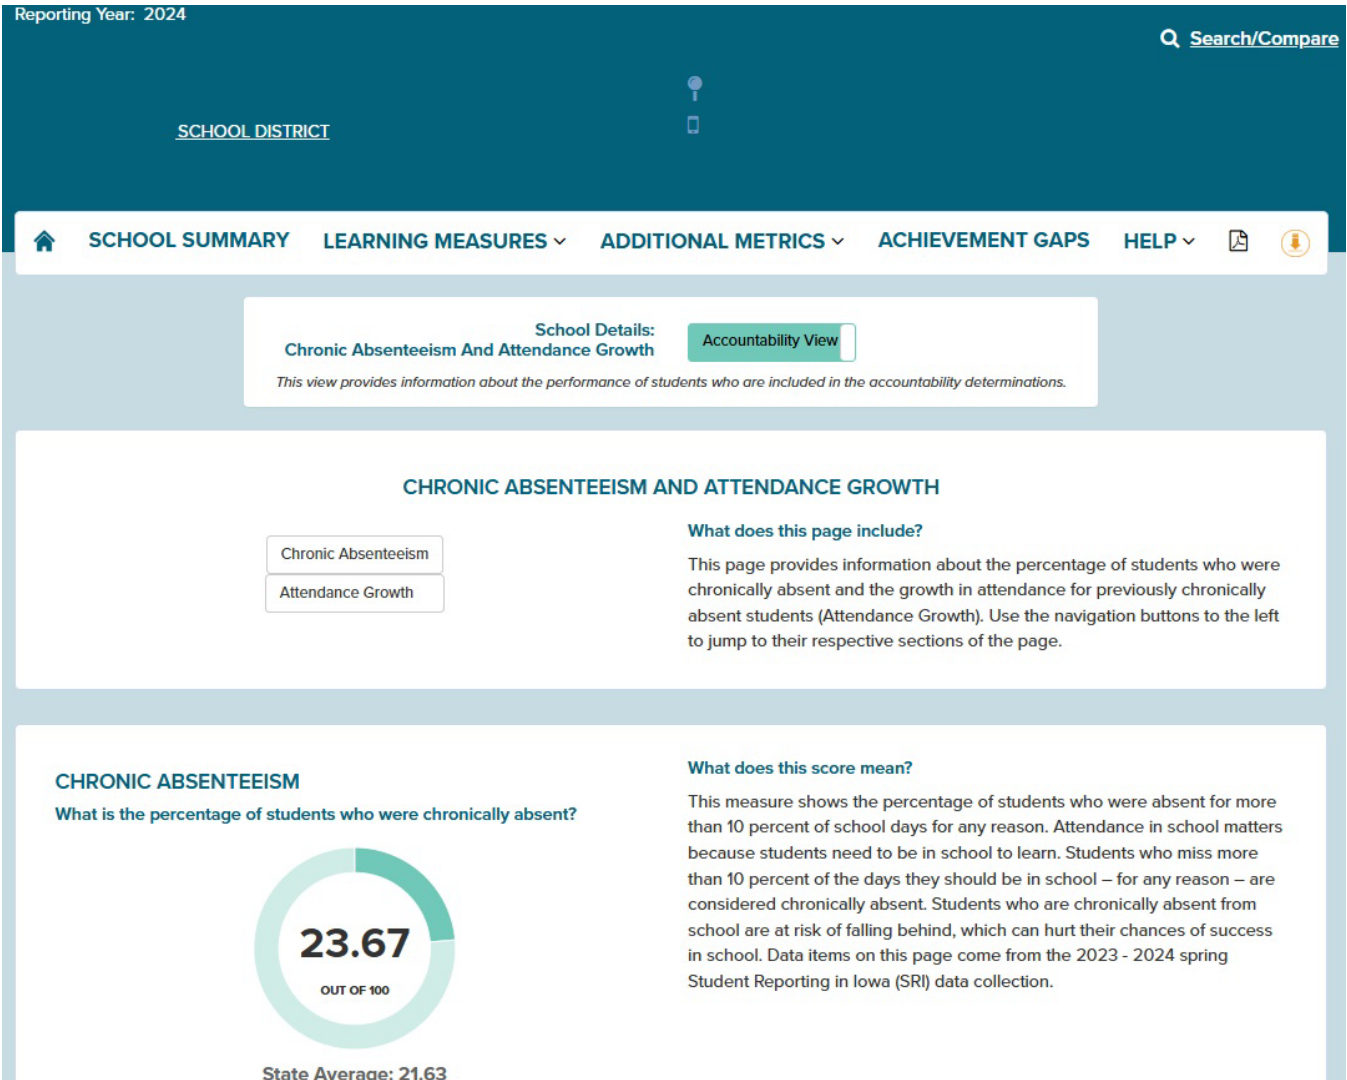 Reporting Year: 2024
Search/Compare
SCHOOL DISTRICT
SCHOOL SUMMARY LEARNING MEASURES ADDITIONAL METRICS ACHIEVEMENT GAPS HELP
School Details:
Chronic Absenteeism And Attendance Growth
Accountability View
This view provides information about the performance of students who are included in the accountability determinations.
CHRONIC ABSENTEEISM AND ATTENDANCE GROWTH
Chronic Absenteeism
Attendance Growth
What does this page include?
This page provides information about the percentage of students who were
chronically absent and the growth in attendance for previously chronically
absent students (Attendance Growth). Use the navigation buttons to the left
to jump to their respective sections of the page.
CHRONIC ABSENTEEISM
What is the percentage of students who were chronically absent?
23.67
OUT OF 100
State Average: 21.63
What does this score mean?
This measure shows the percentage of students who were absent for more
than 10 percent of school days for any reason. Attendance in school matters
because students need to be in school to learn. Students who miss more
than 10 percent of the days they should be in school – for any reason – are
considered chronically absent. Students who are chronically absent from
school are at risk of falling behind, which can hurt their chances of success
in school. Data items on this page come from the 2023 - 2024 spring
Student Reporting in Iowa (SRI) data collection.